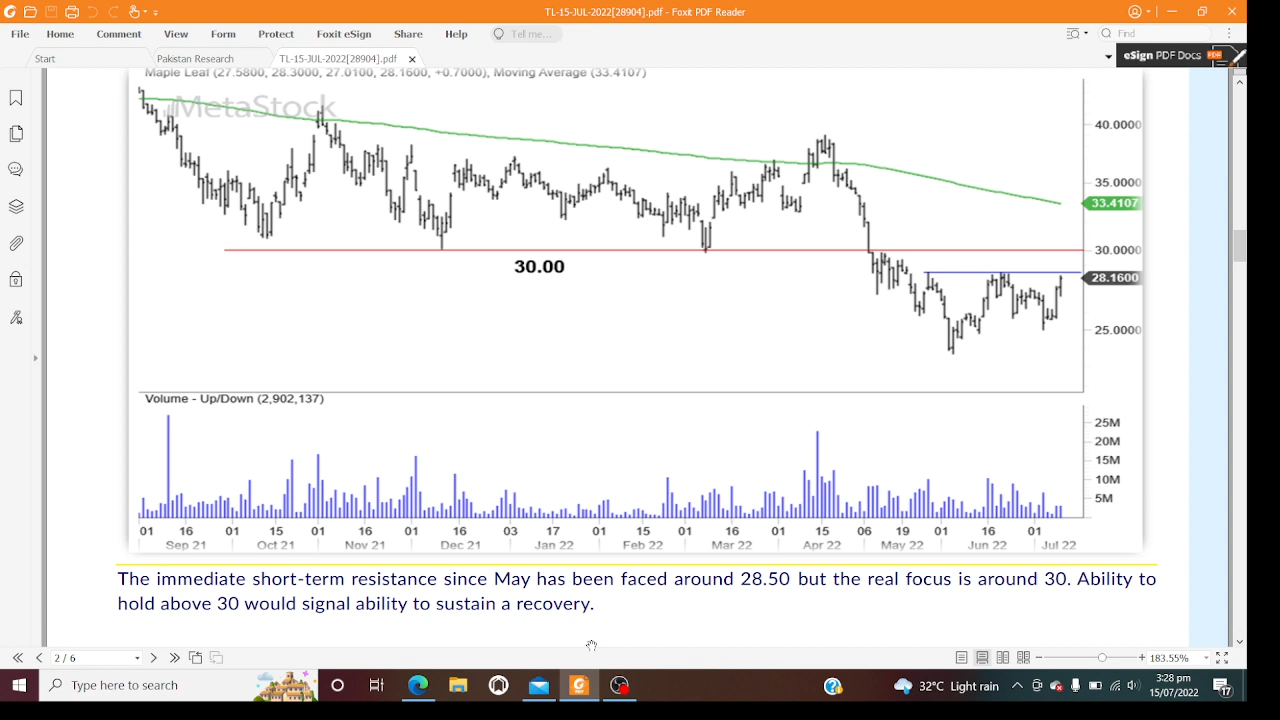 TL-15-JUL-2022[28904].pdf - Foxit PDF Reader
File Home Comment View Form Protect Foxit eSign Share Help Tell me... Find
Start Pakistan Research TL-15-JUL-2022[28904].pdf eSign PDF Docs
Maple Leaf (27.5800, 28.3000, 27.0100, 28.1600, +0.7000), Moving Average (33.4107)
MetaStock
40.0000
35.0000
33.4107
30.0000
30.00
28.1600
25.0000
Volume - Up/Down (2,902,137)
25M
20M
15M
10M
5M
01 16 01 15 01 16 01 16 03 17 01 15 01 16 01 15 06 19 01 16 01
Sep 21 Oct 21 Nov 21 Dec 21 Jan 22 Feb 22 Mar 22 Apr 22 May 22 Jun 22 Jul 22
The immediate short-term resistance since May has been faced around 28.50 but the real focus is around 30. Ability to
hold above 30 would signal ability to sustain a recovery.
2 / 6 183.55%
Type here to search 32°C Light rain 3:28 pm
15/07/2022 17